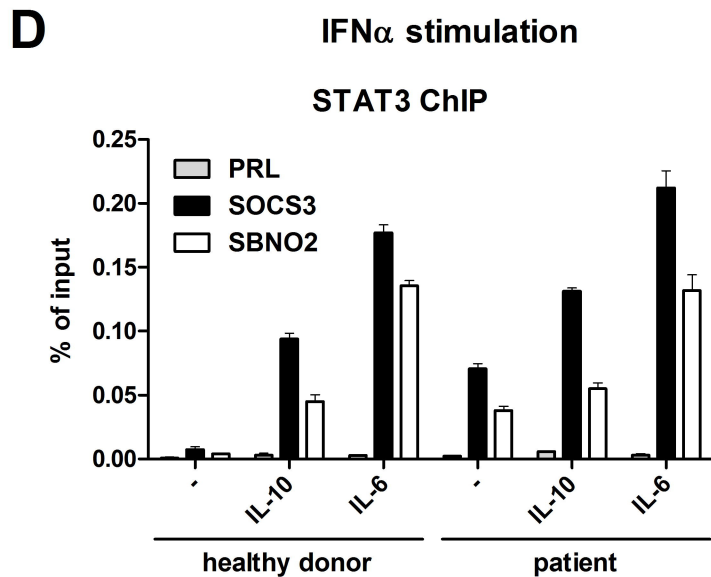 D
IFNα stimulation
STAT3 ChIP
0.25
0.20
0.15
0.10
0.05
0.00
% of input
PRL
SOCS3
SBNO2
-
IL-10
IL-6
-
IL-10
IL-6
healthy donor
patient